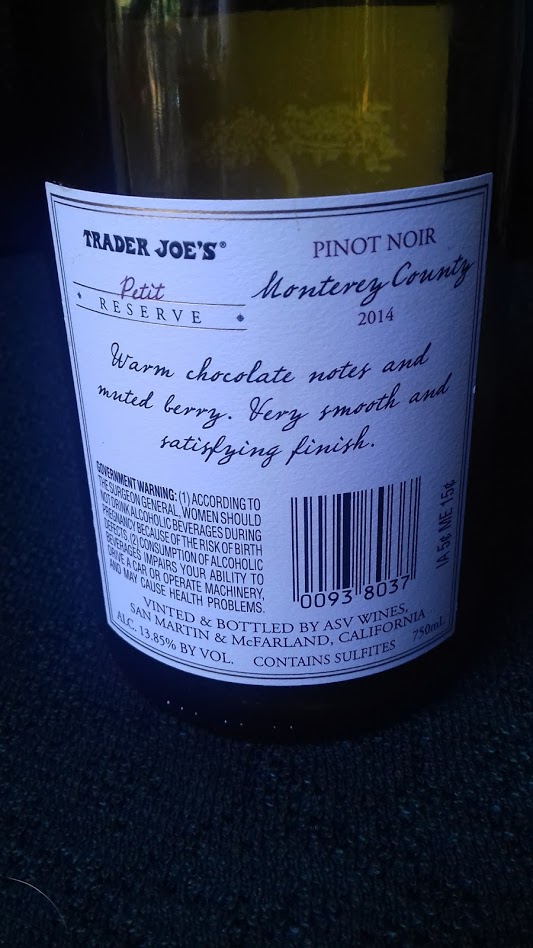 TRADER JOE'S®
Petit
RESERVE
PINOT NOIR
Monterey County
2014
Warm chocolate notes and
muted berry. Very smooth and
satisfying finish.
GOVERNMENT WARNING: (1) ACCORDING TO
THE SURGEON GENERAL, WOMEN SHOULD
NOT DRINK ALCOHOLIC BEVERAGES DURING
PREGNANCY BECAUSE OF THE RISK OF BIRTH
DEFECTS. (2) CONSUMPTION OF ALCOHOLIC
BEVERAGES IMPAIRS YOUR ABILITY TO
DRIVE A CAR OR OPERATE MACHINERY,
AND MAY CAUSE HEALTH PROBLEMS.
0093 8037
IA 5¢ ME 15¢
VINTED & BOTTLED BY ASV WINES,
SAN MARTIN & McFARLAND, CALIFORNIA
ALC. 13.85% BY VOL. CONTAINS SULFITES 750mL